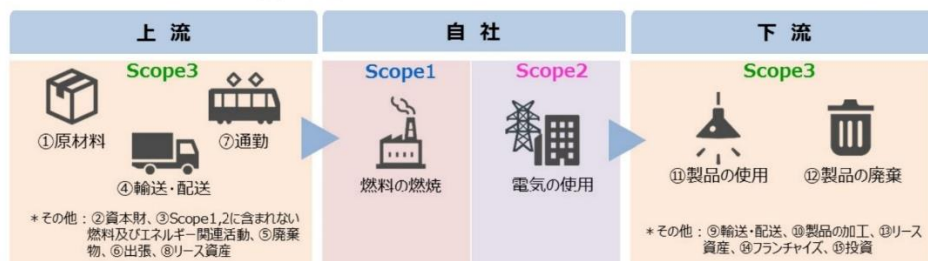 上 流
自 社
下 流
Scope3
Scope1
Scope2
Scope3
①原材料
⑦通勤
④輸送・配送
燃料の燃焼
電気の使用
⑪製品の使用
⑫製品の廃棄
＊その他：②資本財、③Scope1,2に含まれない
燃料及びエネルギー関連活動、⑤廃棄
物、⑥出張、⑧リース資産
＊その他：⑨輸送・配送、⑩製品の加工、⑬リース
資産、⑭フランチャイズ、⑮投資